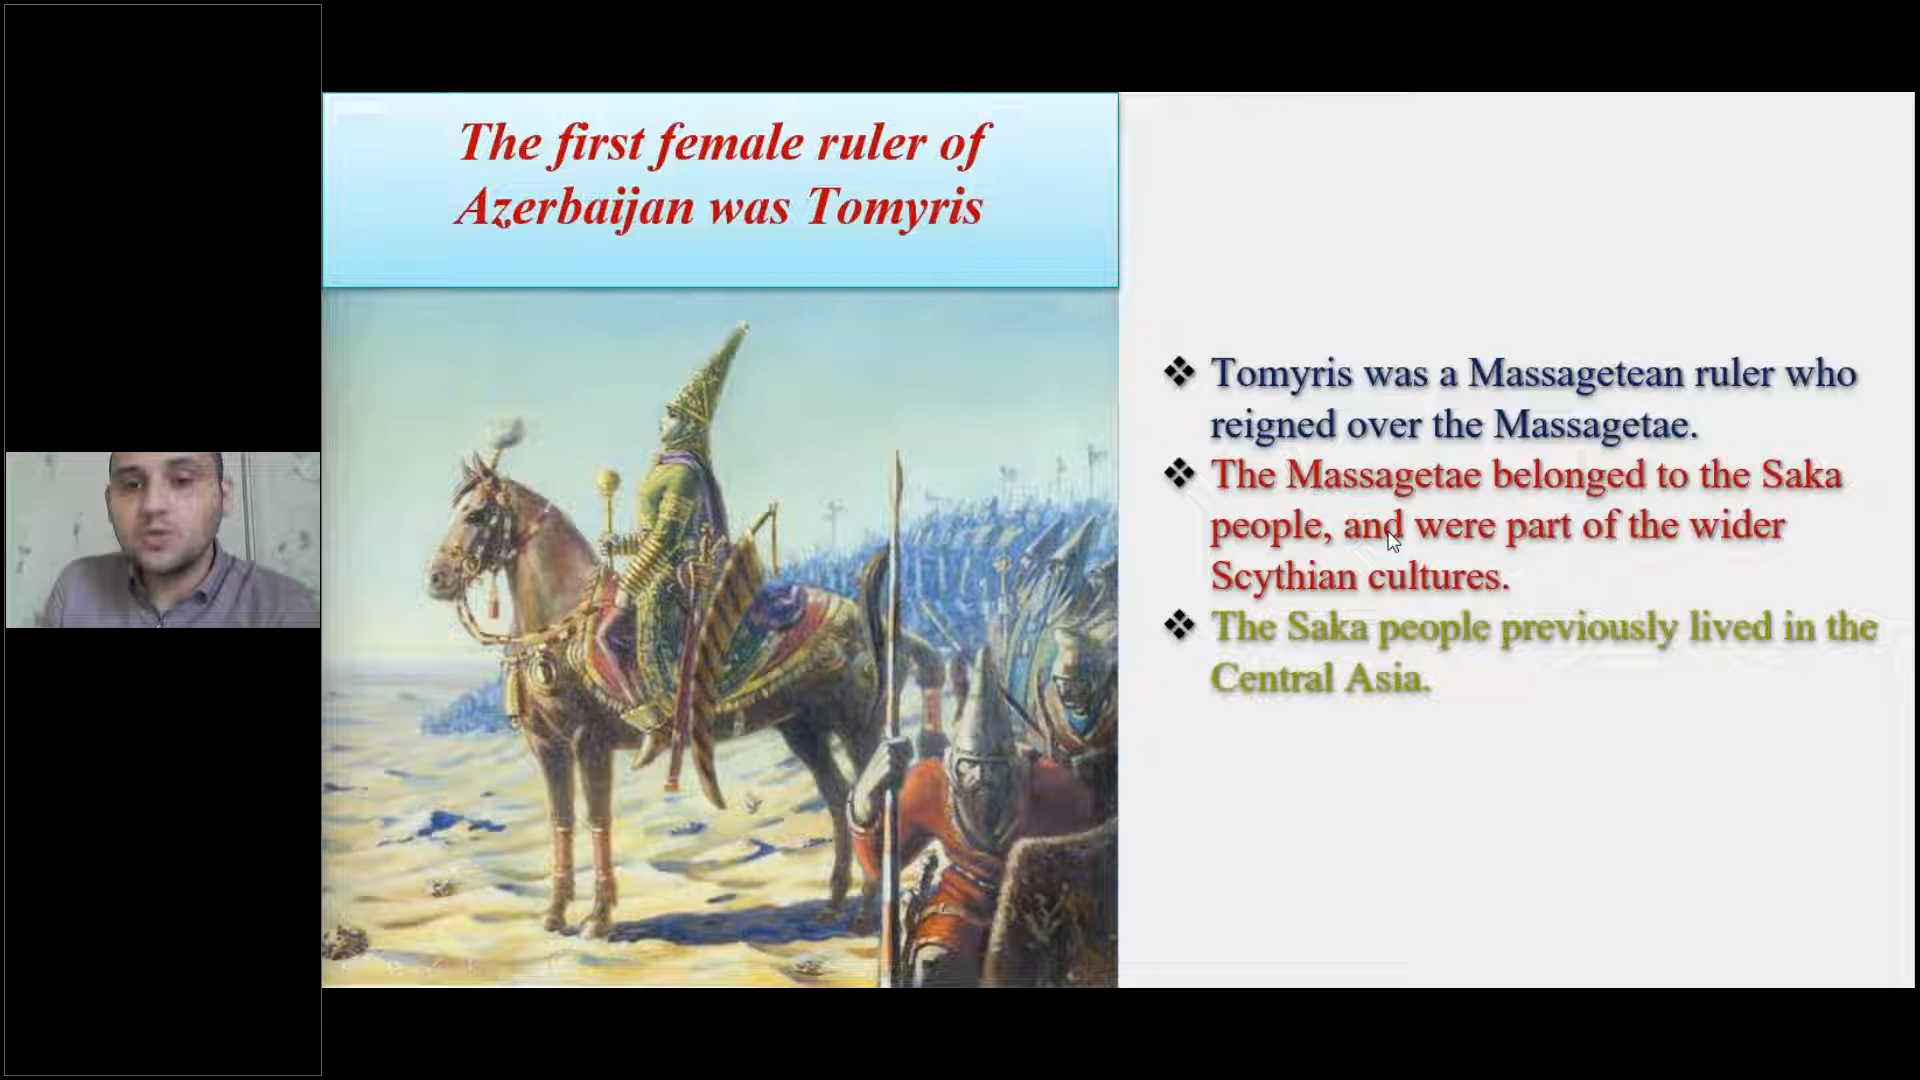 The first female ruler of
Azerbaijan was Tomyris
❖ Tomyris was a Massagetean ruler who
reigned over the Massagetae.
❖ The Massagetae belonged to the Saka
people, and were part of the wider
Scythian cultures.
❖ The Saka people previously lived in the
Central Asia.